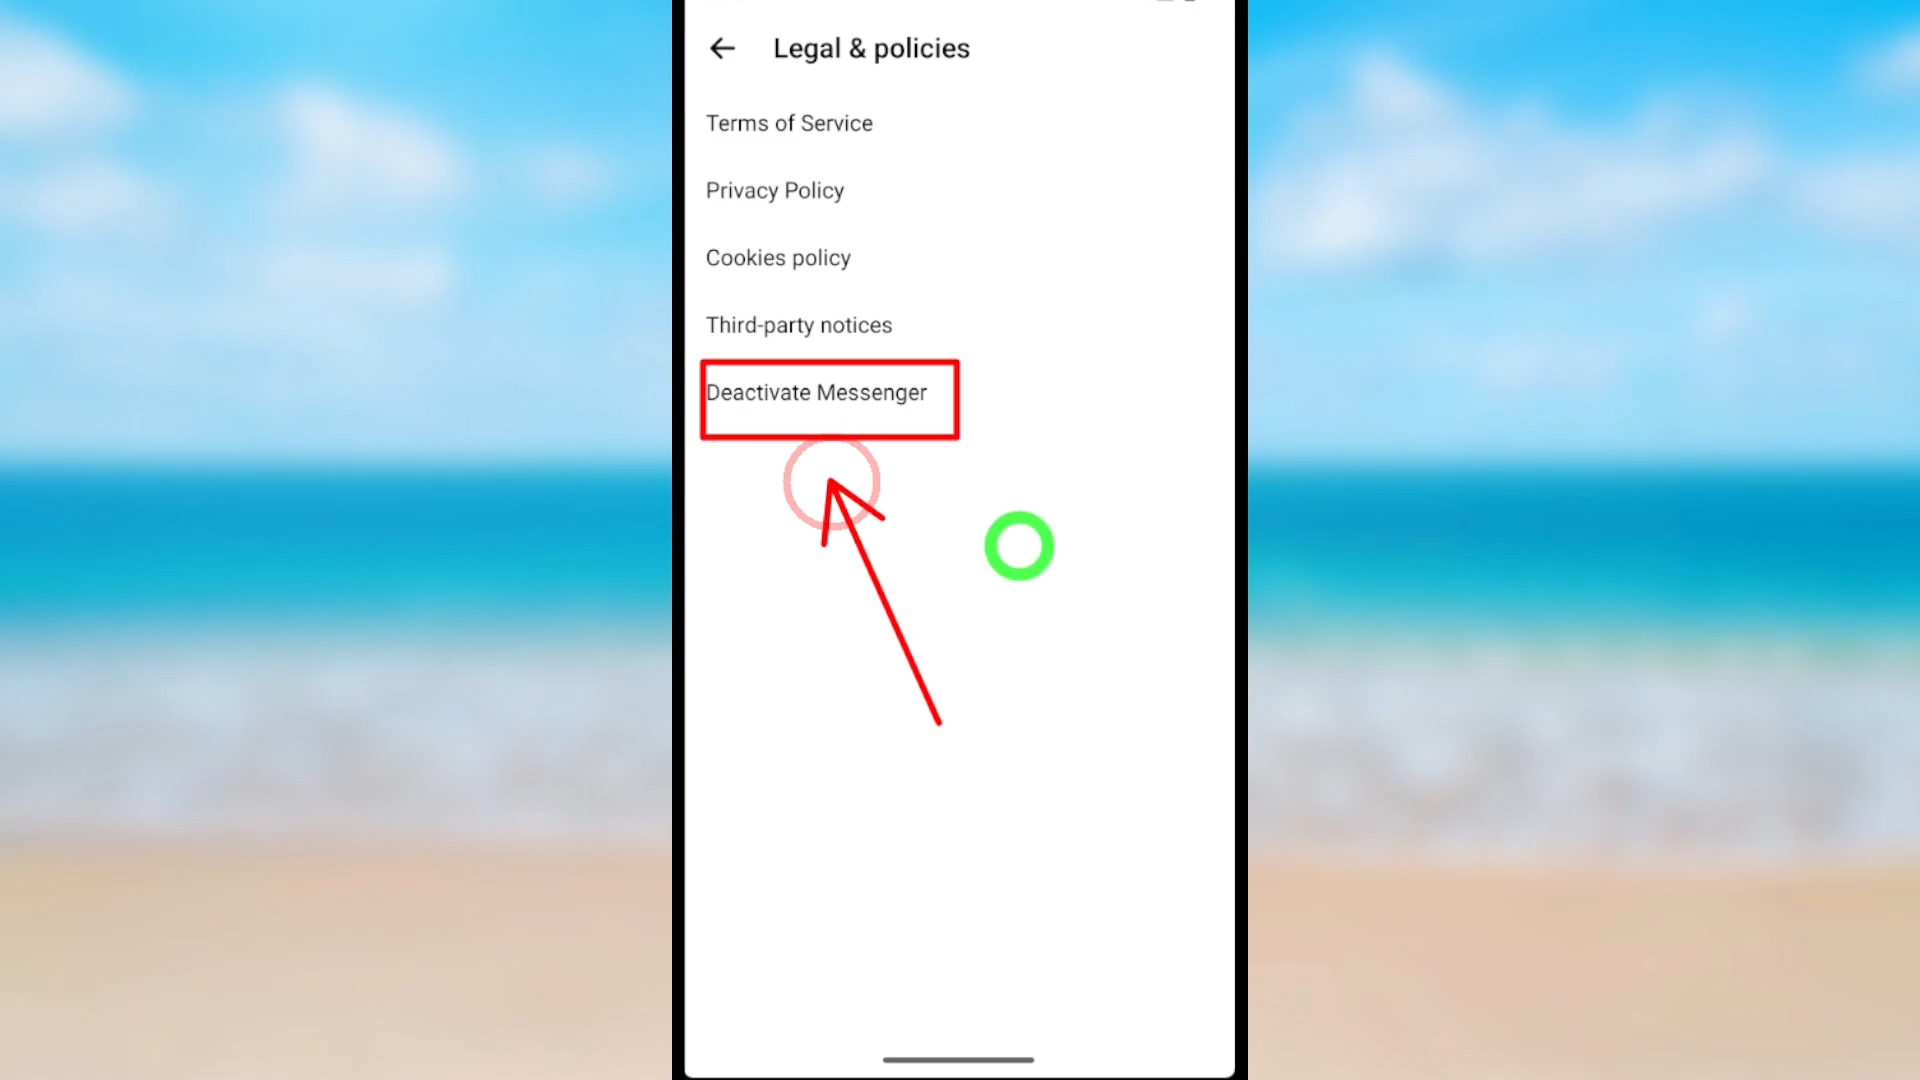 Legal & policies
Terms of Service
Privacy Policy
Cookies policy
Third-party notices
Deactivate Messenger